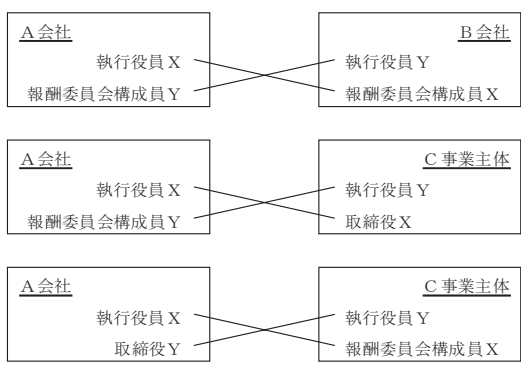 A会社
執行役員X
報酬委員会構成員Y
B会社
執行役員Y
報酬委員会構成員X
A会社
執行役員X
報酬委員会構成員Y
C事業主体
執行役員Y
取締役X
A会社
執行役員X
取締役Y
C事業主体
執行役員Y
報酬委員会構成員X